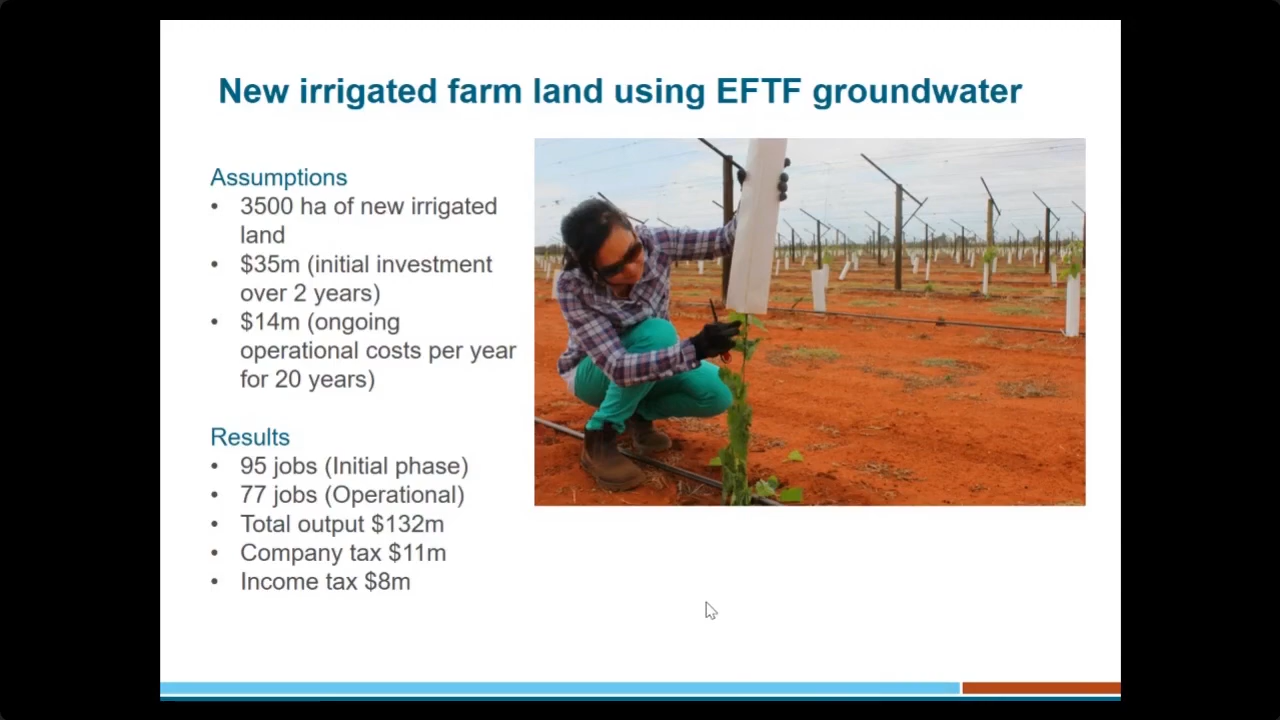 New irrigated farm land using EFTF groundwater
Assumptions
• 3500 ha of new irrigated
land
• $35m (initial investment
over 2 years)
• $14m (ongoing
operational costs per year
for 20 years)
Results
• 95 jobs (Initial phase)
• 77 jobs (Operational)
• Total output $132m
• Company tax $11m
• Income tax $8m